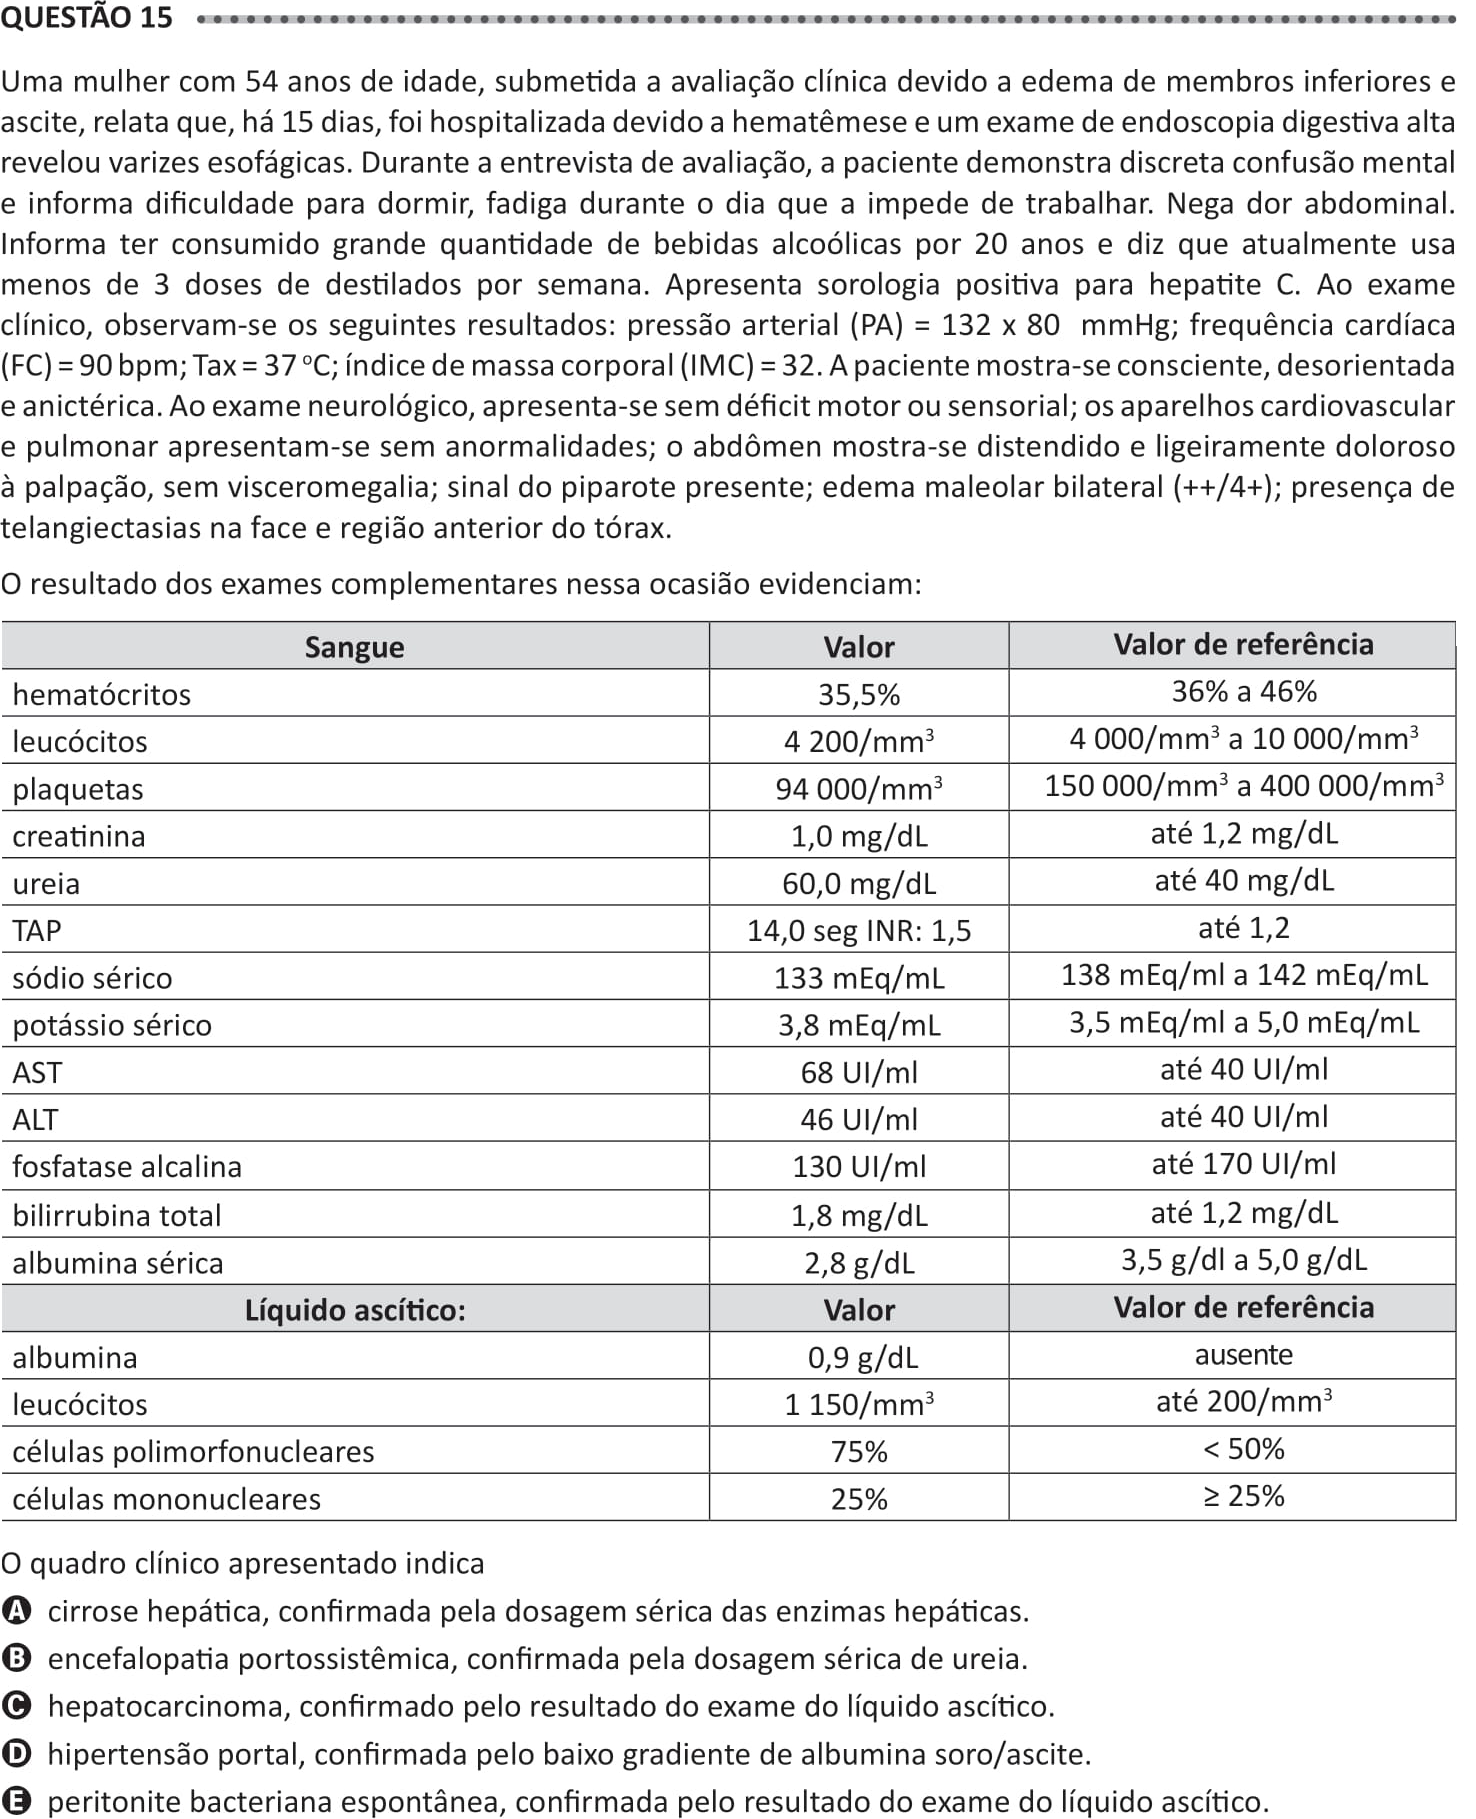 QUESTÃO 15
Uma mulher com 54 anos de idade, submetida a avaliação clínica devido a edema de membros inferiores e
ascite, relata que, há 15 dias, foi hospitalizada devido a hematêmese e um exame de endoscopia digestiva alta
revelou varizes esofágicas. Durante a entrevista de avaliação, a paciente demonstra discreta confusão mental
e informa dificuldade para dormir, fadiga durante o dia que a impede de trabalhar. Nega dor abdominal.
Informa ter consumido grande quantidade de bebidas alcoólicas por 20 anos e diz que atualmente usa
menos de 3 doses de destilados por semana. Apresenta sorologia positiva para hepatite C. Ao exame
clínico, observam-se os seguintes resultados: pressão arterial (PA) = 132 x 80 mmHg; frequência cardíaca
(FC) = 90 bpm; Tax = 37 ºC; índice de massa corporal (IMC) = 32. A paciente mostra-se consciente, desorientada
e anictérica. Ao exame neurológico, apresenta-se sem déficit motor ou sensorial; os aparelhos cardiovascular
e pulmonar apresentam-se sem anormalidades; o abdômen mostra-se distendido e ligeiramente doloroso
à palpação, sem visceromegalia; sinal do piparote presente; edema maleolar bilateral (++/4+); presença de
telangiectasias na face e região anterior do tórax.
O resultado dos exames complementares nessa ocasião evidenciam:
Sangue Valor Valor de referência
hematócritos 35,5% 36% a 46%
leucócitos 4 200/mm³ 4 000/mm³ a 10 000/mm³
plaquetas 94 000/mm³ 150 000/mm³ a 400 000/mm³
creatinina 1,0 mg/dL até 1,2 mg/dL
ureia 60,0 mg/dL até 40 mg/dL
TAP 14,0 seg INR: 1,5 até 1,2
sódio sérico 133 mEq/mL 138 mEq/ml a 142 mEq/mL
potássio sérico 3,8 mEq/mL 3,5 mEq/ml a 5,0 mEq/mL
AST 68 UI/ml até 40 UI/ml
ALT 46 UI/ml até 40 UI/ml
fosfatase alcalina 130 UI/ml até 170 UI/ml
bilirrubina total 1,8 mg/dL até 1,2 mg/dL
albumina sérica 2,8 g/dL 3,5 g/dl a 5,0 g/dL
Líquido ascítico: Valor Valor de referência
albumina 0,9 g/dL ausente
leucócitos 1 150/mm³ até 200/mm³
células polimorfonucleares 75% < 50%
células mononucleares 25% ≥ 25%
O quadro clínico apresentado indica
A cirrose hepática, confirmada pela dosagem sérica das enzimas hepáticas.
B encefalopatia portossistêmica, confirmada pela dosagem sérica de ureia.
C hepatocarcinoma, confirmado pelo resultado do exame do líquido ascítico.
D hipertensão portal, confirmada pelo baixo gradiente de albumina soro/ascite.
E peritonite bacteriana espontânea, confirmada pelo resultado do exame do líquido ascítico.